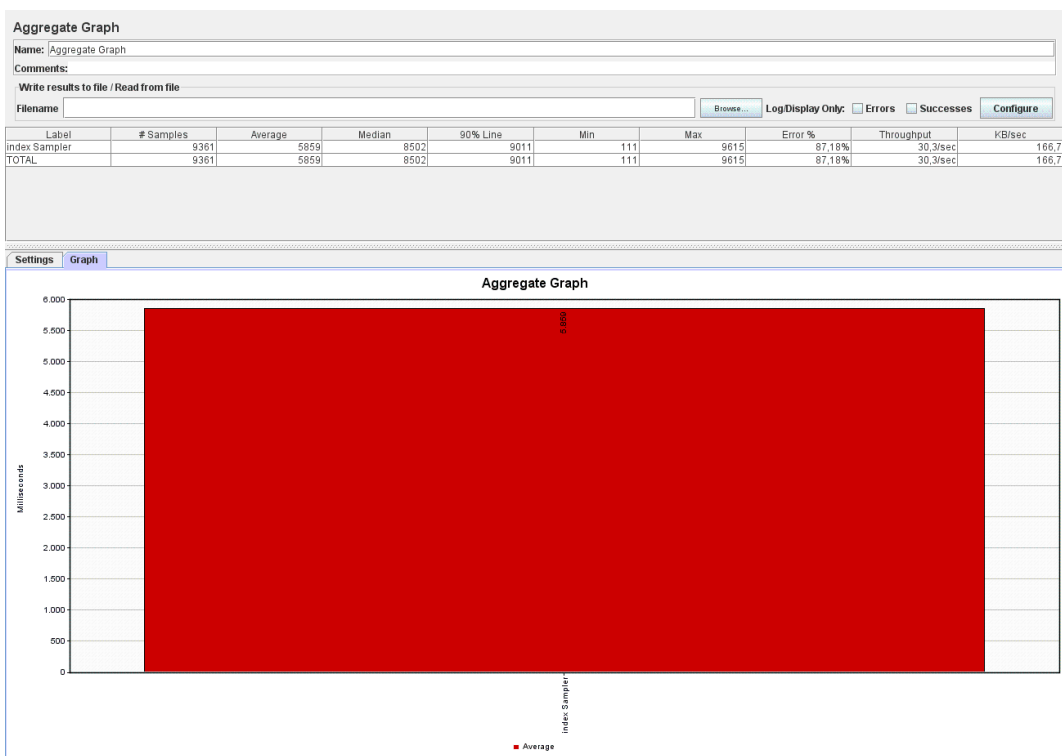 Aggregate Graph
Name: Aggregate Graph
Comments:
Write results to file / Read from file
Filename Browse... Log/Display Only: Errors Successes Configure
Label # Samples Average Median 90% Line Min Max Error % Throughput KB/sec
index Sampler 9361 5859 8502 9011 111 9615 87,18% 30,3/sec 166,7
TOTAL 9361 5859 8502 9011 111 9615 87,18% 30,3/sec 166,7
Settings Graph
Aggregate Graph
6.000
5.500
5.000
4.500
4.000
3.500
3.000
2.500
2.000
1.500
1.000
500
0
Milliseconds
5.859
index Sampler
Average